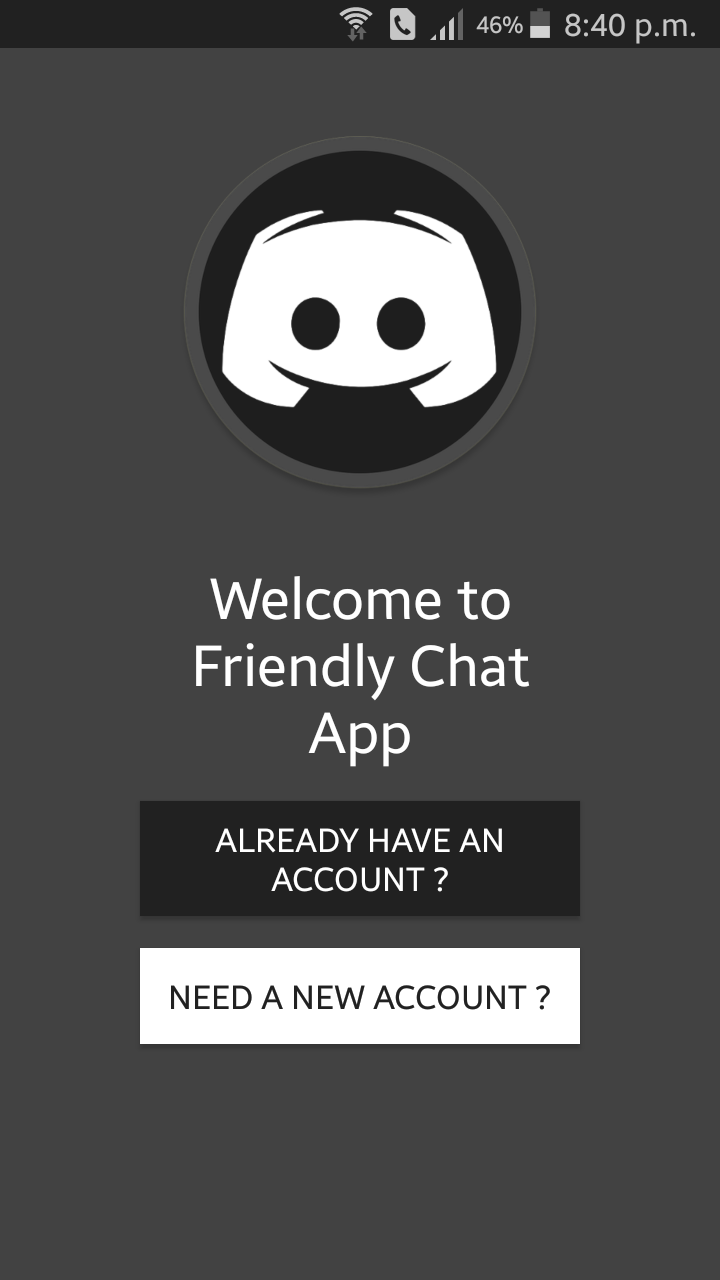 46% 8:40 p.m.
Welcome to
Friendly Chat
App
ALREADY HAVE AN
ACCOUNT ?
NEED A NEW ACCOUNT ?